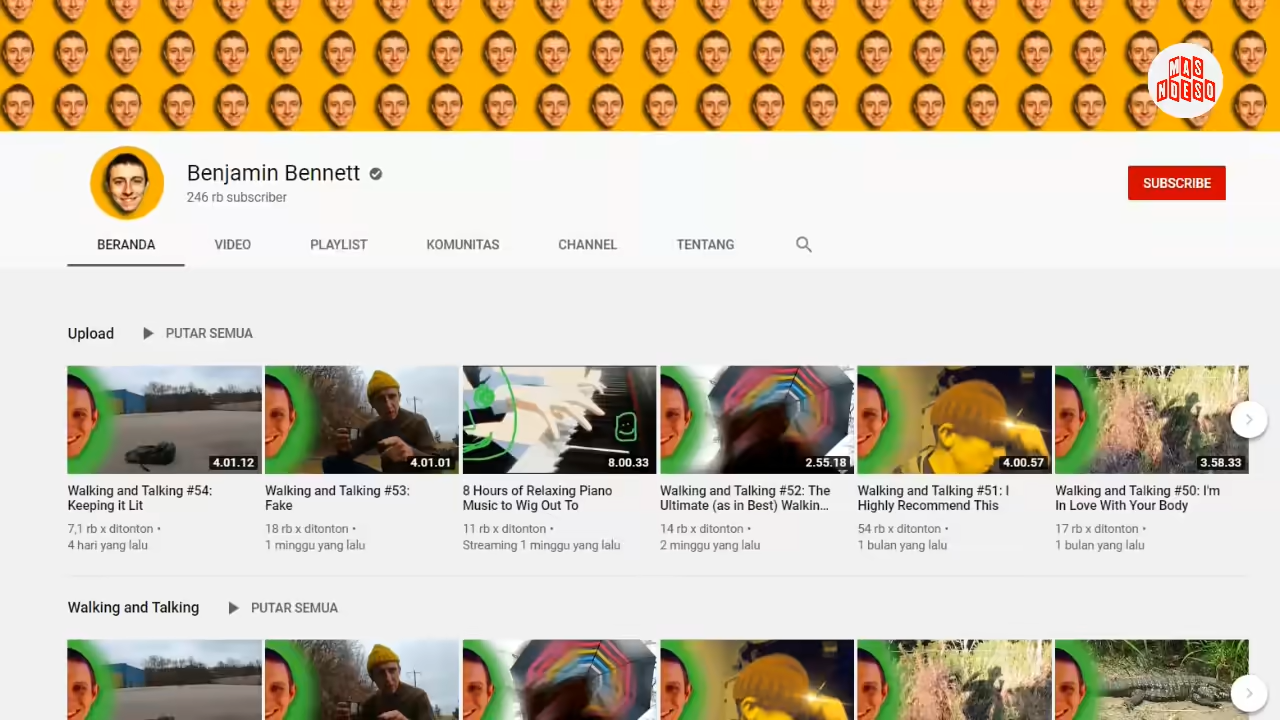 MAS
NDESO
Benjamin Bennett
246 rb subscriber
SUBSCRIBE
BERANDA VIDEO PLAYLIST KOMUNITAS CHANNEL TENTANG
Upload PUTAR SEMUA
4.01.12 4.01.01 8.00.33 2.55.18 4.00.57 3.58.33
Walking and Talking #54:
Keeping it Lit
7,1 rb x ditonton •
4 hari yang lalu
Walking and Talking #53:
Fake
18 rb x ditonton •
1 minggu yang lalu
8 Hours of Relaxing Piano
Music to Wig Out To
11 rb x ditonton •
Streaming 1 minggu yang lalu
Walking and Talking #52: The
Ultimate (as in Best) Walkin...
14 rb x ditonton •
2 minggu yang lalu
Walking and Talking #51: I
Highly Recommend This
54 rb x ditonton •
1 bulan yang lalu
Walking and Talking #50: I'm
In Love With Your Body
17 rb x ditonton •
1 bulan yang lalu
Walking and Talking PUTAR SEMUA